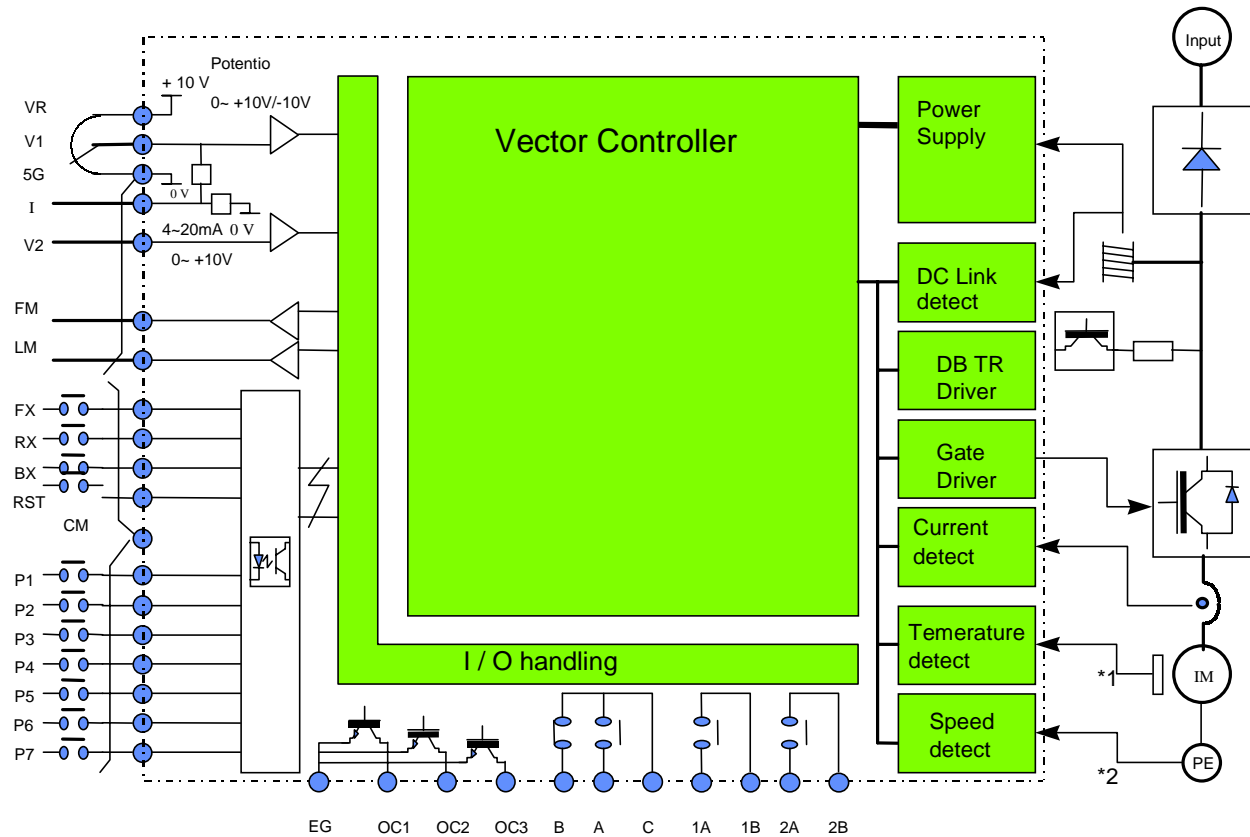 Input
Potentio
+ 10 V
0~ +10V/-10V
VR
V1
5G
0 V
I
4~20mA 0 V
V2
0~ +10V
FM
LM
FX
RX
BX
RST
CM
P1
P2
P3
P4
P5
P6
P7
Vector Controller
I / O handling
Power
Supply
DC Link
detect
DB TR
Driver
Gate
Driver
Current
detect
Temerature
detect
Speed
detect
*1
IM
*2
PE
EG OC1 OC2 OC3 B A C 1A 1B 2A 2B